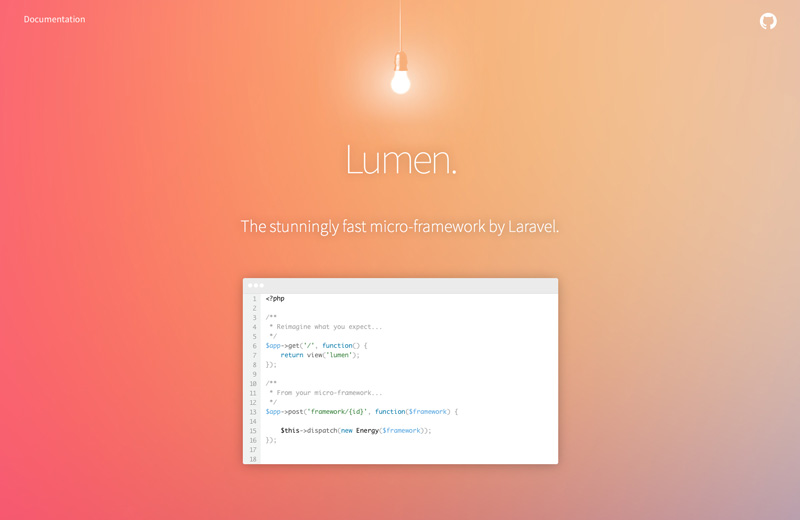 Documentation
Lumen.
The stunningly fast micro-framework by Laravel.
1 <?php
2
3 /**
4  * Reimagine what you expect...
5  */
6 $app->get('/', function() {
7     return view('lumen');
8 });
9
10 /**
11  * From your micro-framework...
12  */
13 $app->post('framework/{id}', function($framework) {
14
15     $this->dispatch(new Energy($framework));
16 });
17
18